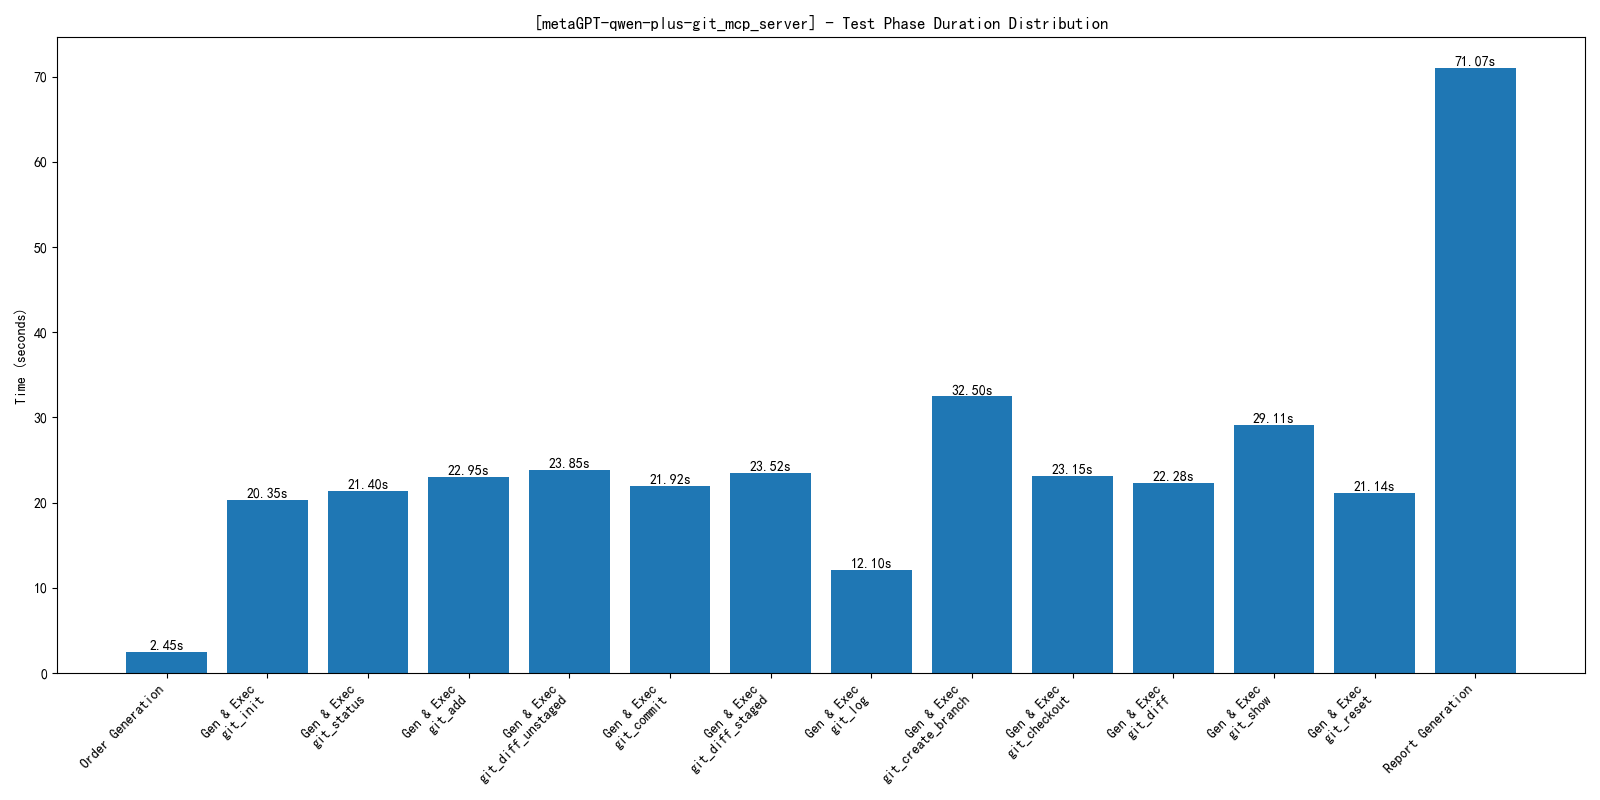 [metaGPT-qwen-plus-git_mcp_server] - Test Phase Duration Distribution
Time (seconds)
70
60
50
40
30
20
10
0
2.45s
20.35s
21.40s
22.95s
23.85s
21.92s
23.52s
12.10s
32.50s
23.15s
22.28s
29.11s
21.14s
71.07s
Order Generation
Gen & Exec
git_init
Gen & Exec
git_status
Gen & Exec
git_add
Gen & Exec
git_diff_unstaged
Gen & Exec
git_commit
Gen & Exec
git_diff_staged
Gen & Exec
git_log
Gen & Exec
git_create_branch
Gen & Exec
git_checkout
Gen & Exec
git_diff
Gen & Exec
git_show
Gen & Exec
git_reset
Report Generation